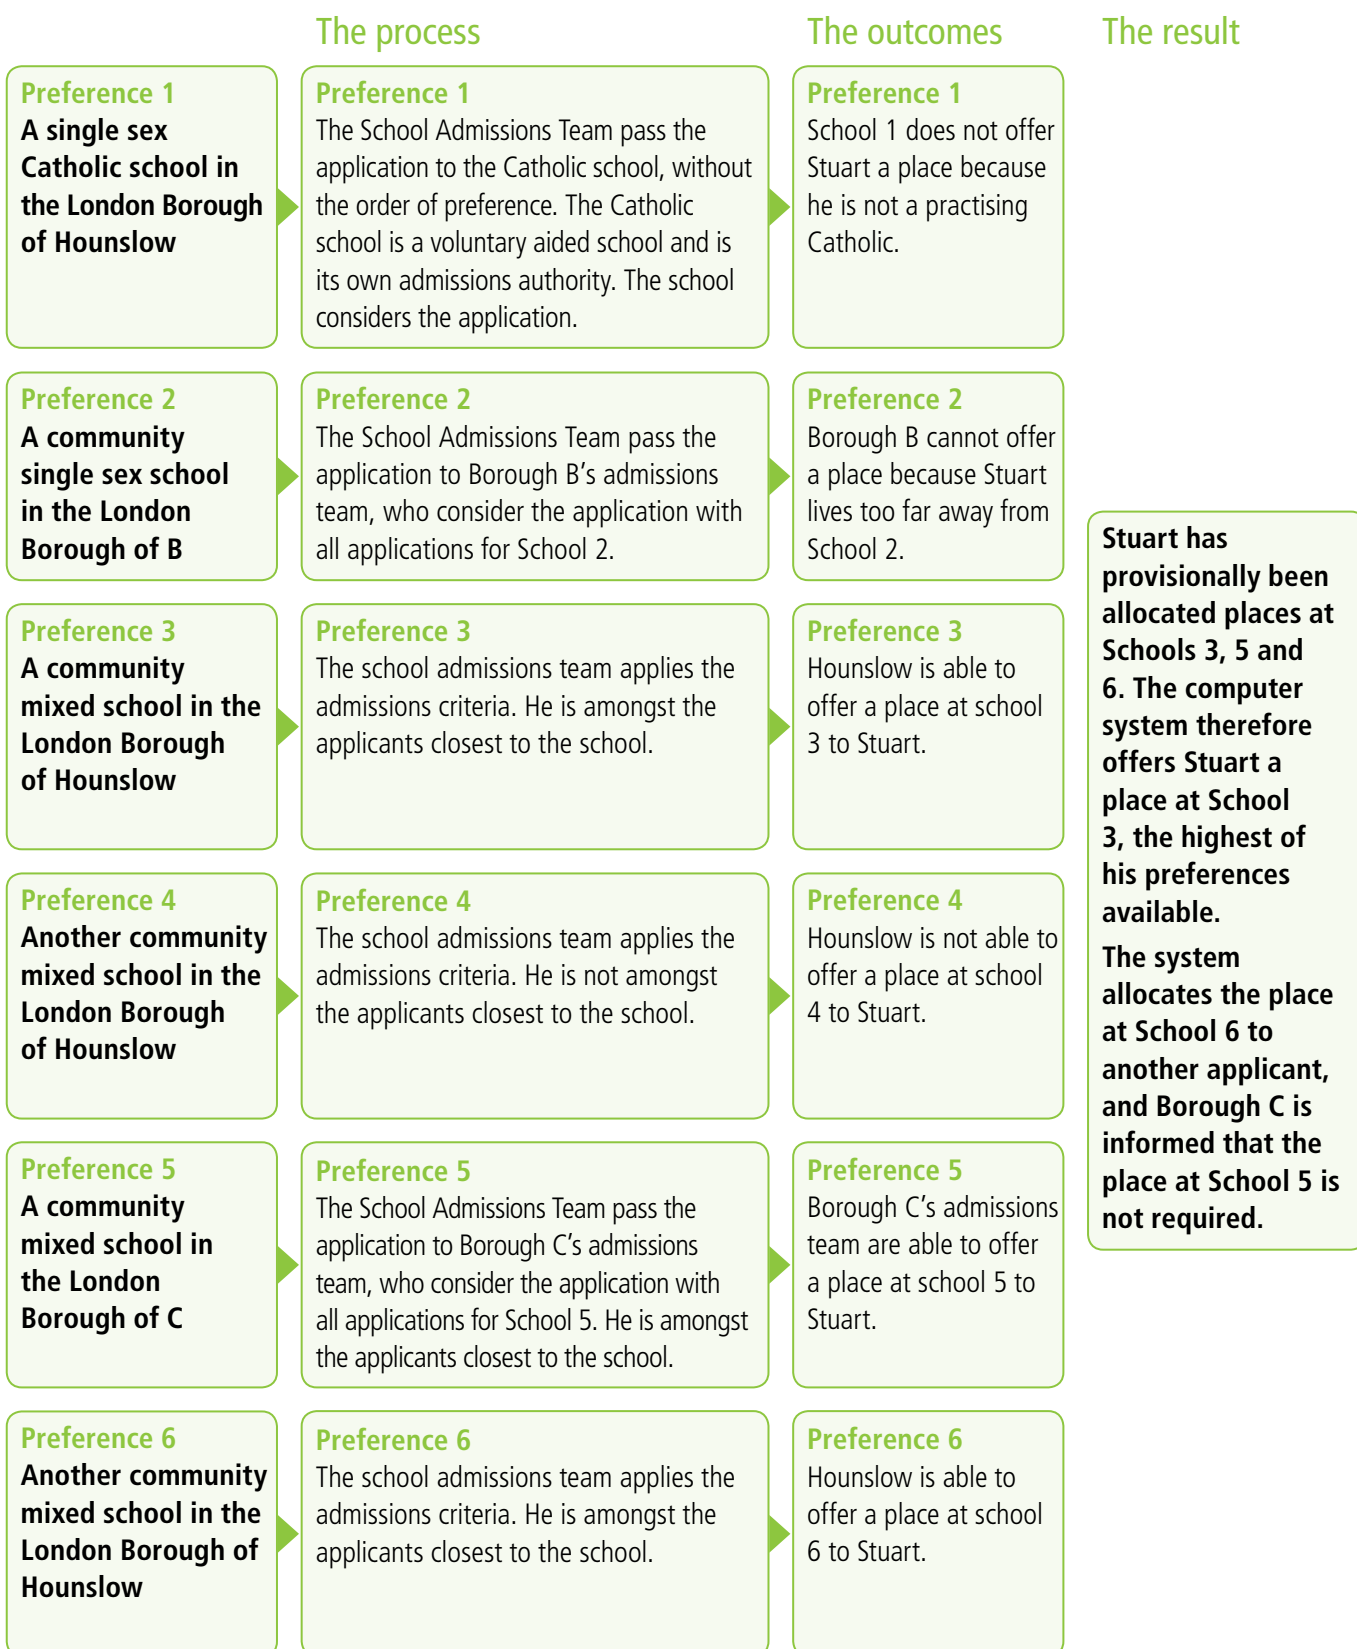 The process
The outcomes
The result
Preference 1
A single sex
Catholic school in
the London Borough
of Hounslow
Preference 1
The School Admissions Team pass the
application to the Catholic school, without
the order of preference. The Catholic
school is a voluntary aided school and is
its own admissions authority. The school
considers the application.
Preference 1
School 1 does not offer
Stuart a place because
he is not a practising
Catholic.
Preference 2
A community
single sex school
in the London
Borough of B
Preference 2
The School Admissions Team pass the
application to Borough B’s admissions
team, who consider the application with
all applications for School 2.
Preference 2
Borough B cannot offer
a place because Stuart
lives too far away from
School 2.
Preference 3
A community
mixed school in the
London Borough
of Hounslow
Preference 3
The school admissions team applies the
admissions criteria. He is amongst the
applicants closest to the school.
Preference 3
Hounslow is able to
offer a place at school
3 to Stuart.
Preference 4
Another community
mixed school in the
London Borough
of Hounslow
Preference 4
The school admissions team applies the
admissions criteria. He is not amongst
the applicants closest to the school.
Preference 4
Hounslow is not able to
offer a place at school
4 to Stuart.
Preference 5
A community
mixed school in
the London
Borough of C
Preference 5
The School Admissions Team pass the
application to Borough C’s admissions
team, who consider the application with
all applications for School 5. He is amongst
the applicants closest to the school.
Preference 5
Borough C’s admissions
team are able to offer
a place at school 5 to
Stuart.
Preference 6
Another community
mixed school in the
London Borough of
Hounslow
Preference 6
The school admissions team applies the
admissions criteria. He is amongst the
applicants closest to the school.
Preference 6
Hounslow is able to
offer a place at school
6 to Stuart.
Stuart has
provisionally been
allocated places at
Schools 3, 5 and
6. The computer
system therefore
offers Stuart a
place at School
3, the highest of
his preferences
available.
The system
allocates the place
at School 6 to
another applicant,
and Borough C is
informed that the
place at School 5 is
not required.